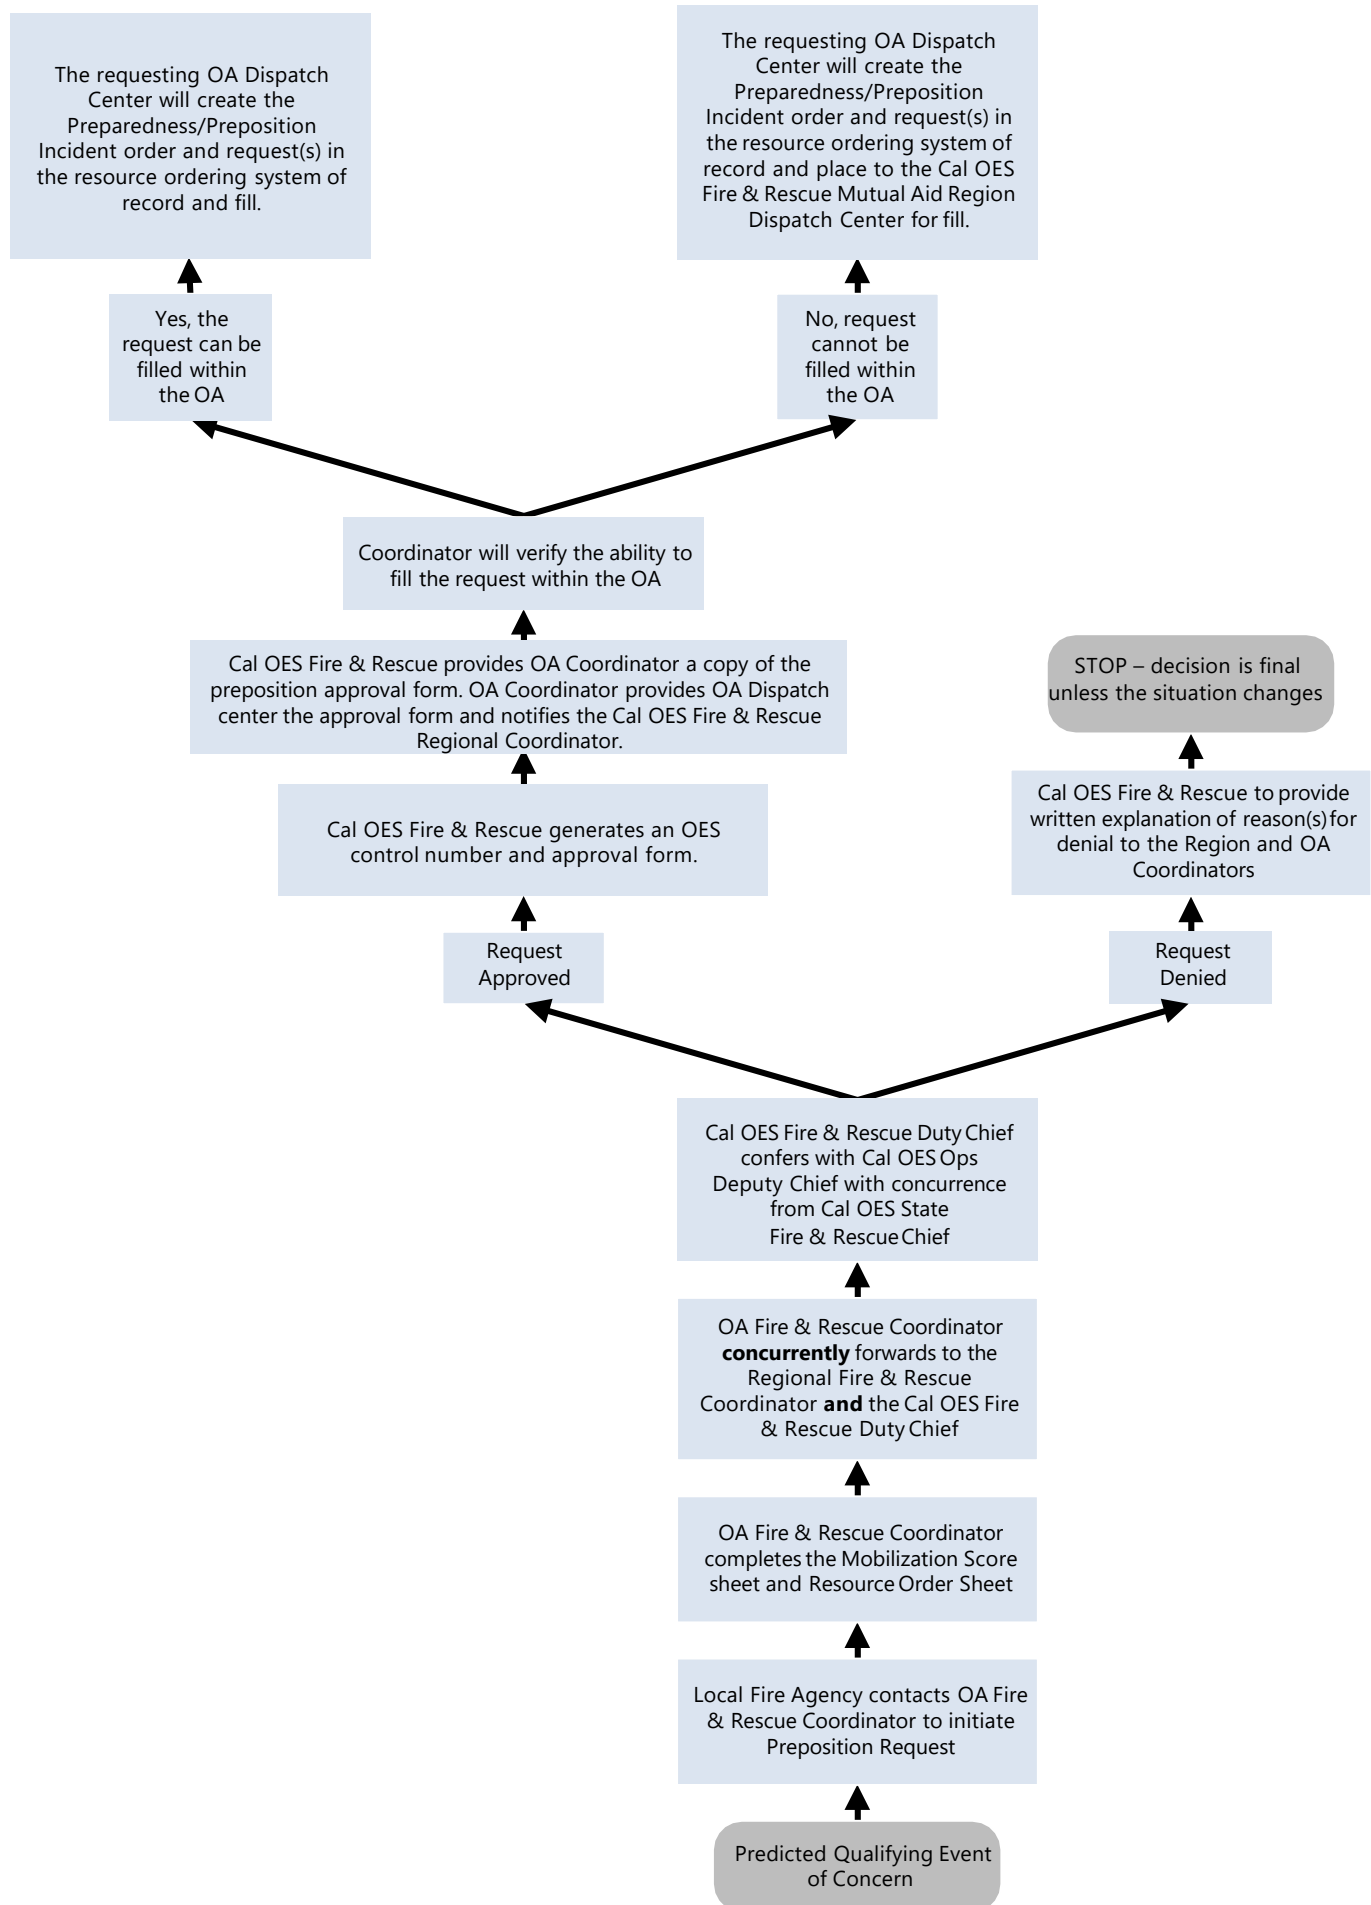 The requesting OA Dispatch
Center will create the
Preparedness/Preposition
Incident order and request(s) in
the resource ordering system of
record and fill.
The requesting OA Dispatch
Center will create the
Preparedness/Preposition
Incident order and request(s) in
the resource ordering system of
record and place to the Cal OES
Fire & Rescue Mutual Aid Region
Dispatch Center for fill.
Yes, the
request can be
filled within
the OA
No, request
cannot be
filled within
the OA
Coordinator will verify the ability to
fill the request within the OA
Cal OES Fire & Rescue provides OA Coordinator a copy of the
preposition approval form. OA Coordinator provides OA Dispatch
center the approval form and notifies the Cal OES Fire & Rescue
Regional Coordinator.
STOP – decision is final
unless the situation changes
Cal OES Fire & Rescue generates an OES
control number and approval form.
Cal OES Fire & Rescue to provide
written explanation of reason(s) for
denial to the Region and OA
Coordinators
Request
Approved
Request
Denied
Cal OES Fire & Rescue Duty Chief
confers with Cal OES Ops
Deputy Chief with concurrence
from Cal OES State
Fire & Rescue Chief
OA Fire & Rescue Coordinator
concurrently forwards to the
Regional Fire & Rescue
Coordinator and the Cal OES Fire
& Rescue Duty Chief
OA Fire & Rescue Coordinator
completes the Mobilization Score
sheet and Resource Order Sheet
Local Fire Agency contacts OA Fire
& Rescue Coordinator to initiate
Preposition Request
Predicted Qualifying Event
of Concern